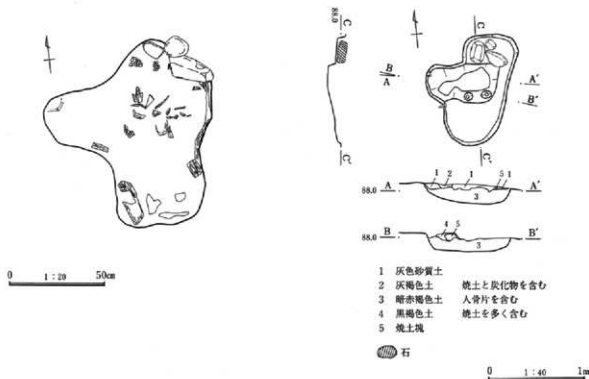 88.0
C
C
B
A
A′
B′
C′
C′
1 2 1 5 1
A
A′
88.0
3
4 5
B
B′
88.0
3
0 1:20 50cm
1 灰色砂質土
2 灰褐色土 焼土と炭化物を含む
3 暗赤褐色土 人骨片を含む
4 黒褐色土 焼土を多く含む
5 焼土塊
石
0 1:40 1m